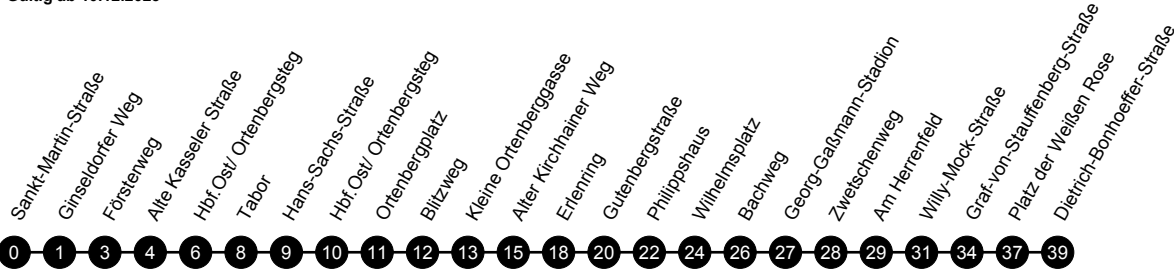 Sankt-Martin-Straße
Ginseldorfer Weg
Försterweg
Alte Kasseler Straße
Hbf.Ost/ Ortenbergsteg
Tabor
Hans-Sachs-Straße
Hbf.Ost/ Ortenbergsteg
Ortenbergplatz
Blitzweg
Kleine Ortenberggasse
Alter Kirchhainer Weg
Erlenring
Gutenbergstraße
Philippshaus
Wilhelmsplatz
Bachweg
Georg-Gaßmann-Stadion
Zwetschenweg
Am Herrenfeld
Willy-Mock-Straße
Graf-von-Stauffenberg-Straße
Platz der Weißen Rose
Dietrich-Bonhoeffer-Straße
0 1 3 4 6 8 9 10 11 12 13 15 18 20 22 24 26 27 28 29 31 34 37 39